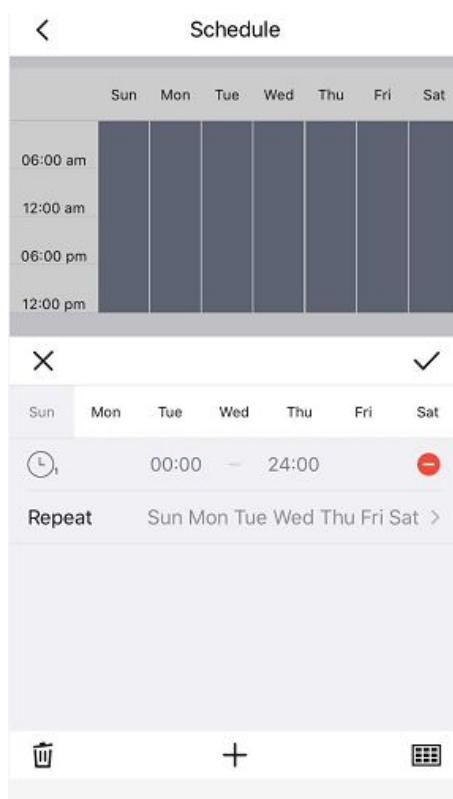 Schedule
Sun Mon Tue Wed Thu Fri Sat
06:00 am
12:00 am
06:00 pm
12:00 pm
Sun Mon Tue Wed Thu Fri Sat
1 00:00 — 24:00
Repeat Sun Mon Tue Wed Thu Fri Sat >